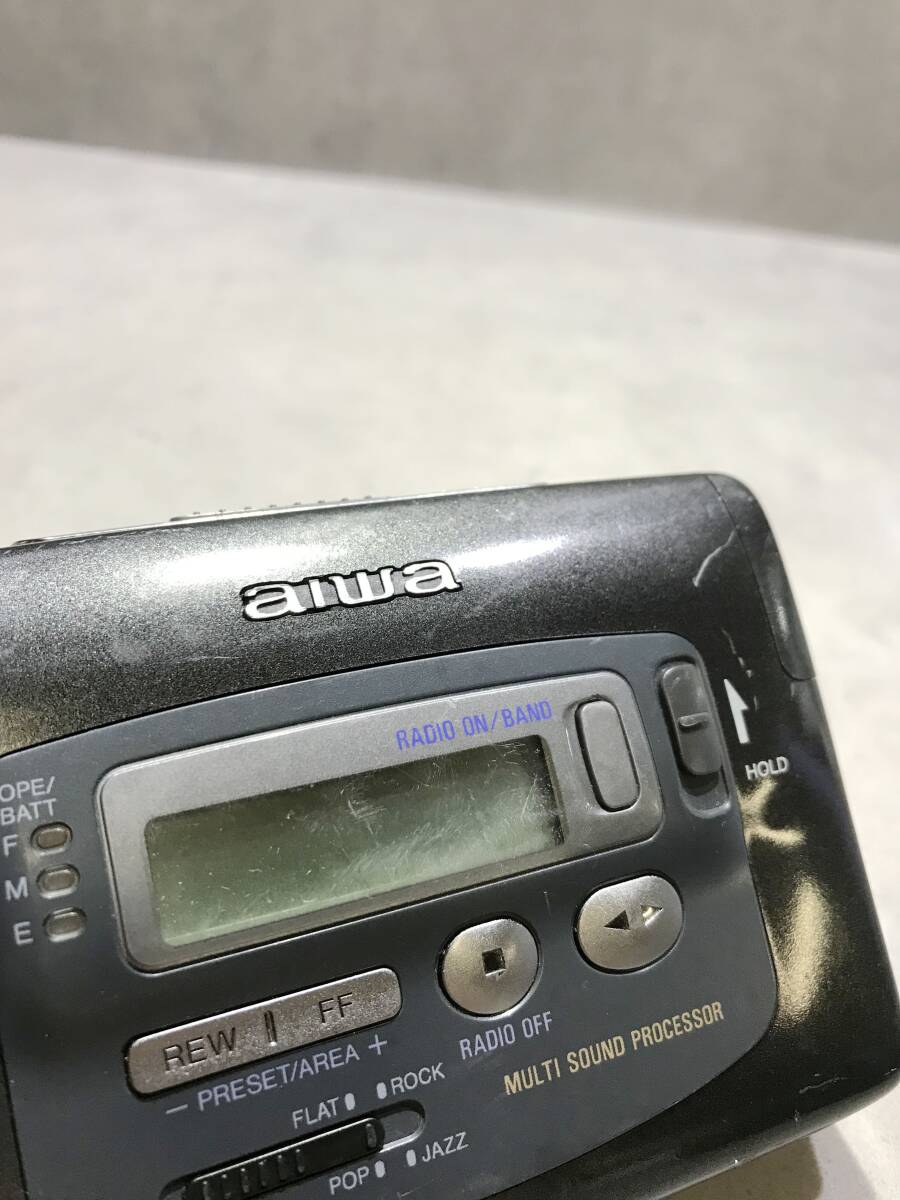 aiwa
RADIO ON/BAND
HOLD
OPE/
BATT
F
M
E
REW FF
− PRESET/AREA +
RADIO OFF
MULTI SOUND PROCESSOR
FLAT ROCK
POP JAZZ